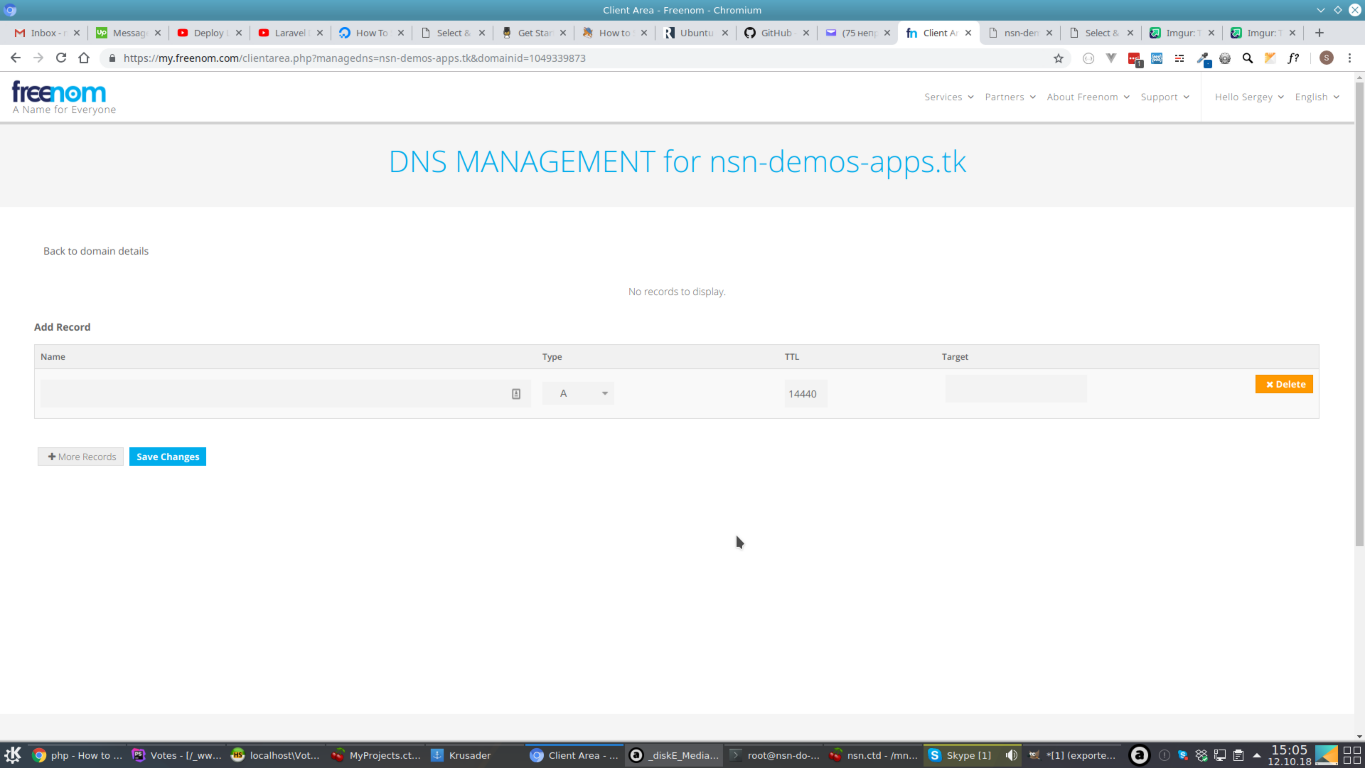 Client Area - Freenom - Chromium
Inbox - r
Message
Deploy L
Laravel
How To
Select &
Get Star
How to
Ubuntu
GitHub
(75 непр
Client Ar
nsn-dem
Select &
Imgur: T
Imgur: T
https://my.freenom.com/clientarea.php?managedns=nsn-demos-apps.tk&domainid=1049339873
freenom
A Name for Everyone
Services
Partners
About Freenom
Support
Hello Sergey
English
DNS MANAGEMENT for nsn-demos-apps.tk
Back to domain details
No records to display.
Add Record
Name Type TTL Target
A 14440 Delete
More Records Save Changes
php - How to ...
Votes - [/_ww...
localhost\Vot...
MyProjects.ct...
Krusader
Client Area - ...
_diskE_Media...
root@nsn-do-...
nsn.ctd - /mn...
Skype [1]
*[1] (exporte...
15:05
12.10.18